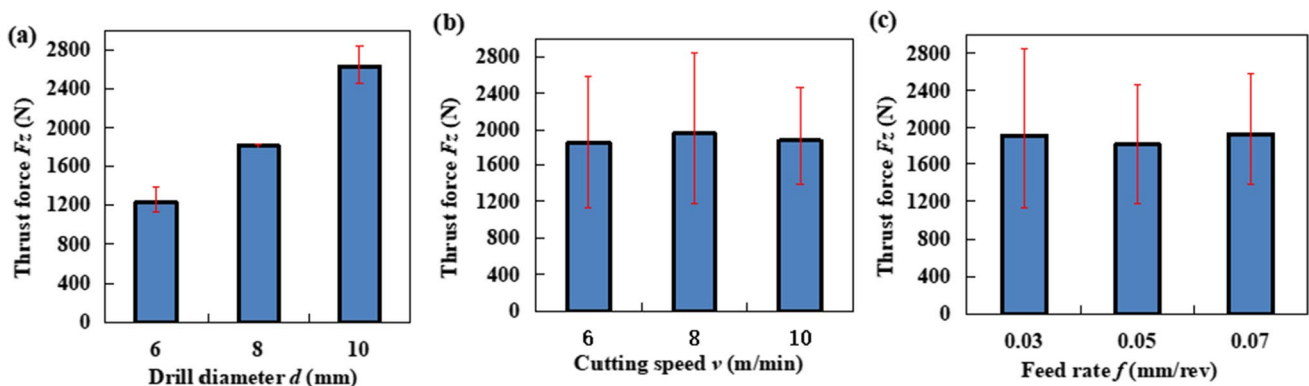 (a)
Thrust force Fz (N)
2800
2400
2000
1600
1200
800
400
0
6 8 10
Drill diameter d (mm)
(b)
Thrust force Fz (N)
2800
2400
2000
1600
1200
800
400
0
6 8 10
Cutting speed v (m/min)
(c)
Thrust force Fz (N)
2800
2400
2000
1600
1200
800
400
0
0.03 0.05 0.07
Feed rate f (mm/rev)